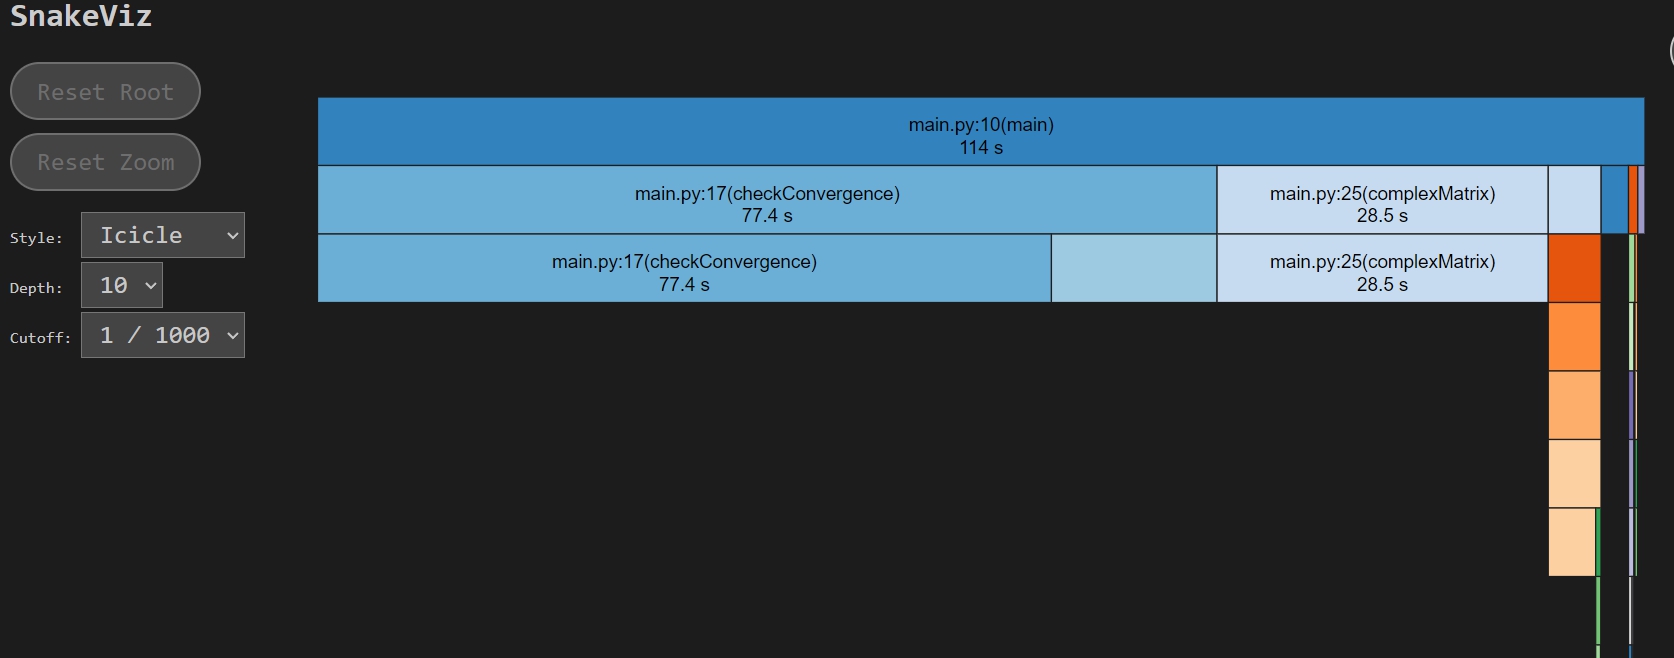 SnakeViz
Reset Root
Reset Zoom
Style: Icicle
Depth: 10
Cutoff: 1 / 1000
main.py:10(main)
114 s
main.py:17(checkConvergence)
77.4 s
main.py:25(complexMatrix)
28.5 s
main.py:17(checkConvergence)
77.4 s
main.py:25(complexMatrix)
28.5 s